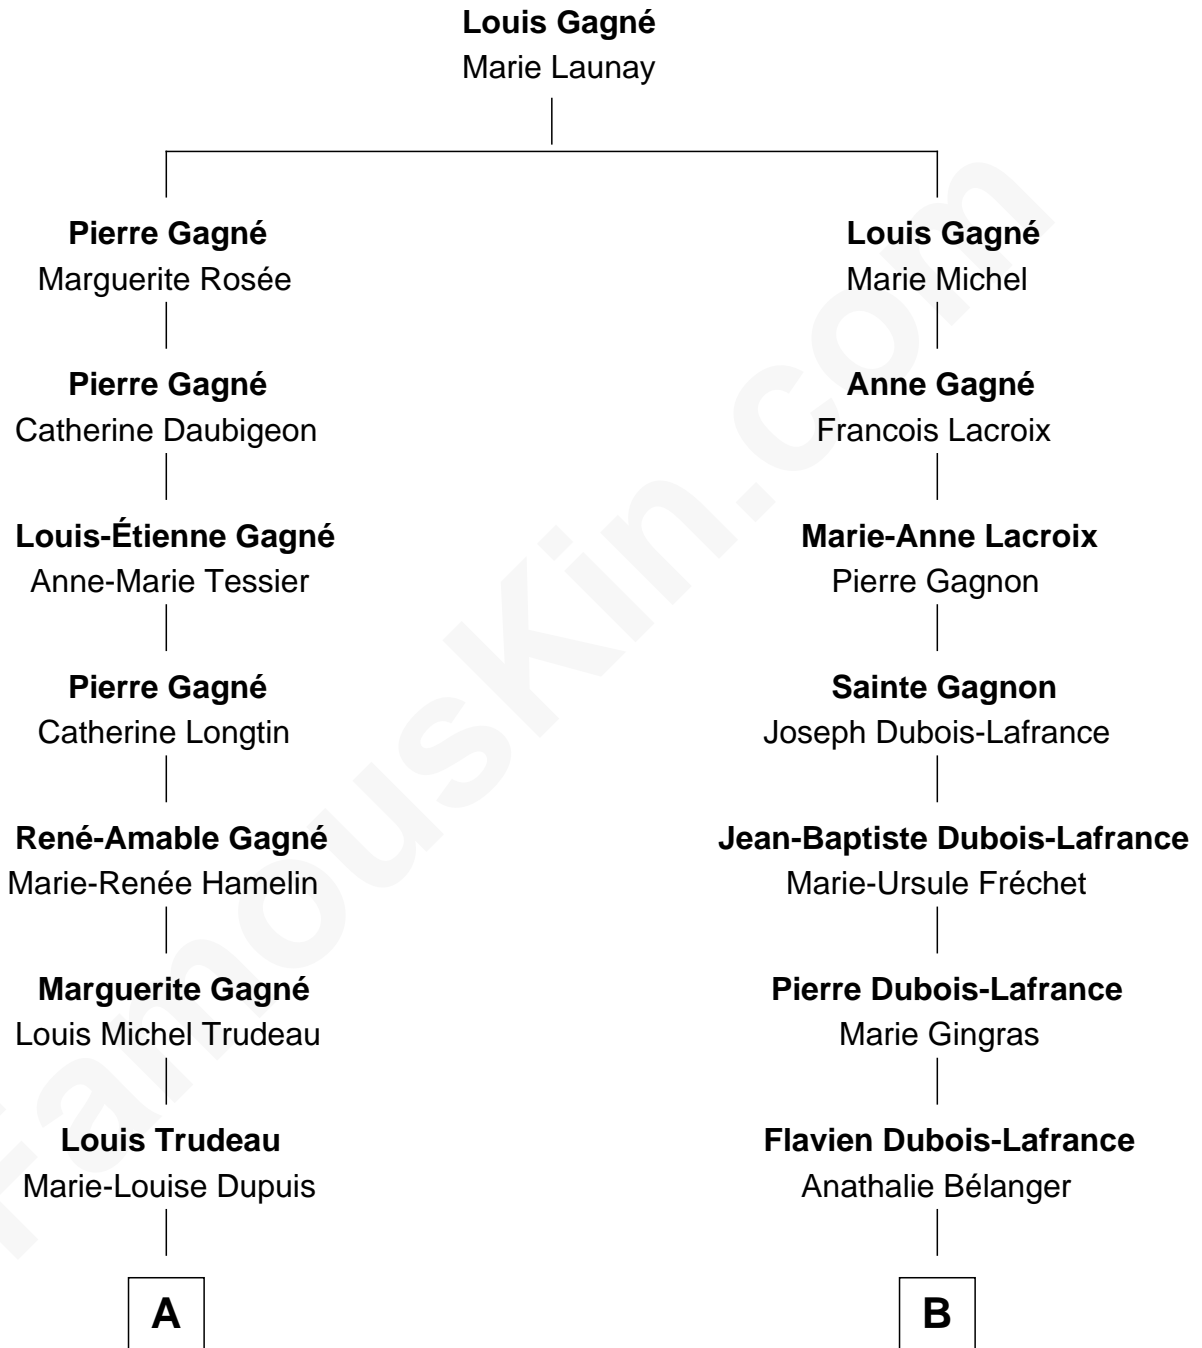 Louis Gagné
Marie Launay
Pierre Gagné
Marguerite Rosée
Louis Gagné
Marie Michel
Pierre Gagné
Catherine Daubigeon
Anne Gagné
Francois Lacroix
Louis-Étienne Gagné
Anne-Marie Tessier
Marie-Anne Lacroix
Pierre Gagnon
Pierre Gagné
Catherine Longtin
Sainte Gagnon
Joseph Dubois-Lafrance
René-Amable Gagné
Marie-Renée Hamelin
Jean-Baptiste Dubois-Lafrance
Marie-Ursule Fréchet
Marguerite Gagné
Louis Michel Trudeau
Pierre Dubois-Lafrance
Marie Gingras
Louis Trudeau
Marie-Louise Dupuis
Flavien Dubois-Lafrance
Anathalie Bélanger
A
B
FamousKin.com